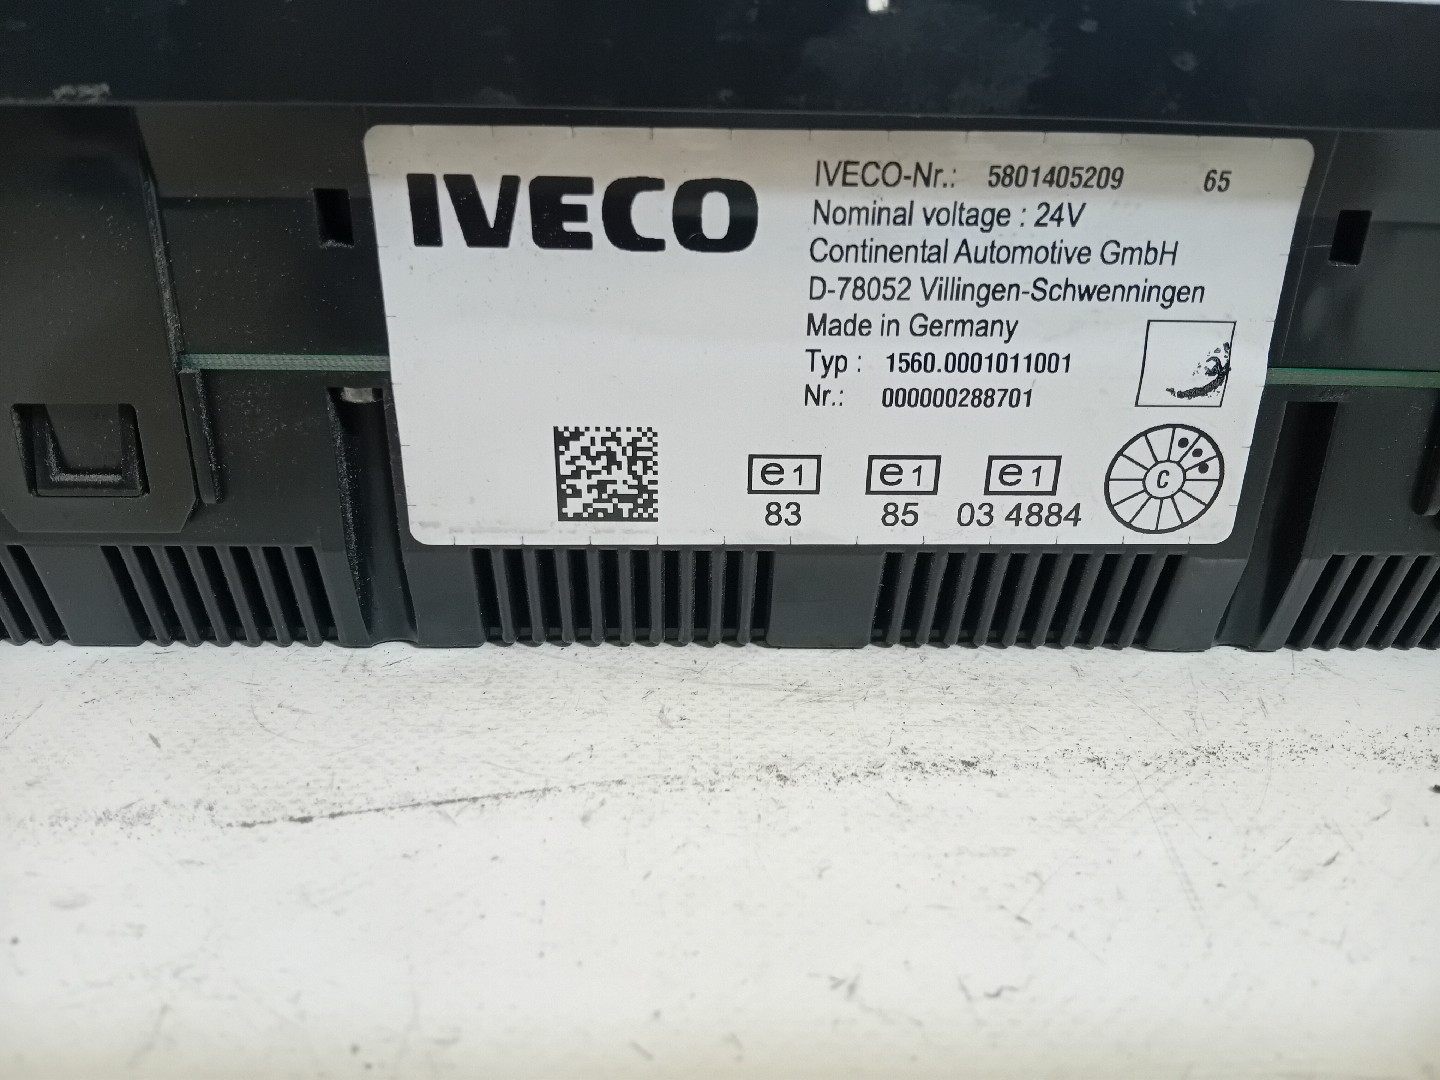 IVECO
IVECO-Nr.: 5801405209 65
Nominal voltage : 24V
Continental Automotive GmbH
D-78052 Villingen-Schwenningen
Made in Germany
Typ : 1560.0001011001
Nr.: 000000288701
e1 e1 e1
83 85 03 4884
C